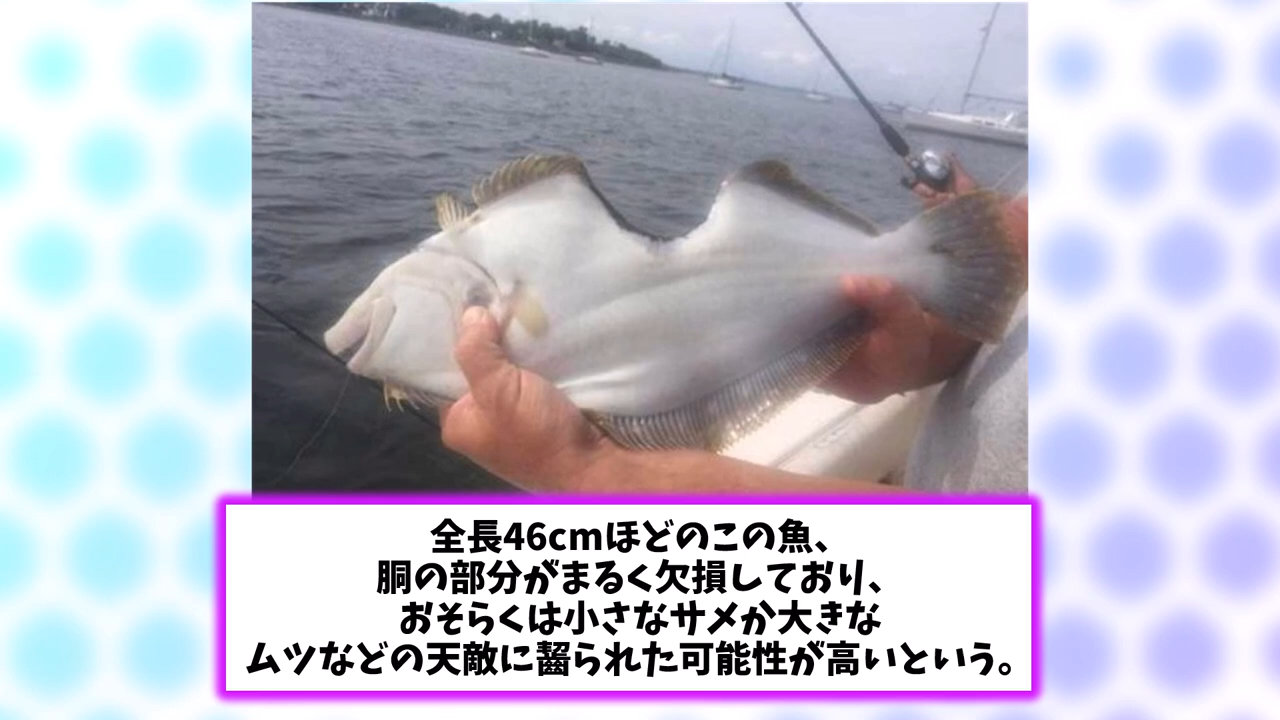 全長46cmほどのこの魚、
胴の部分がまるく欠損しており、
おそらくは小さなサメか大きな
ムツなどの天敵に齧られた可能性が高いという。